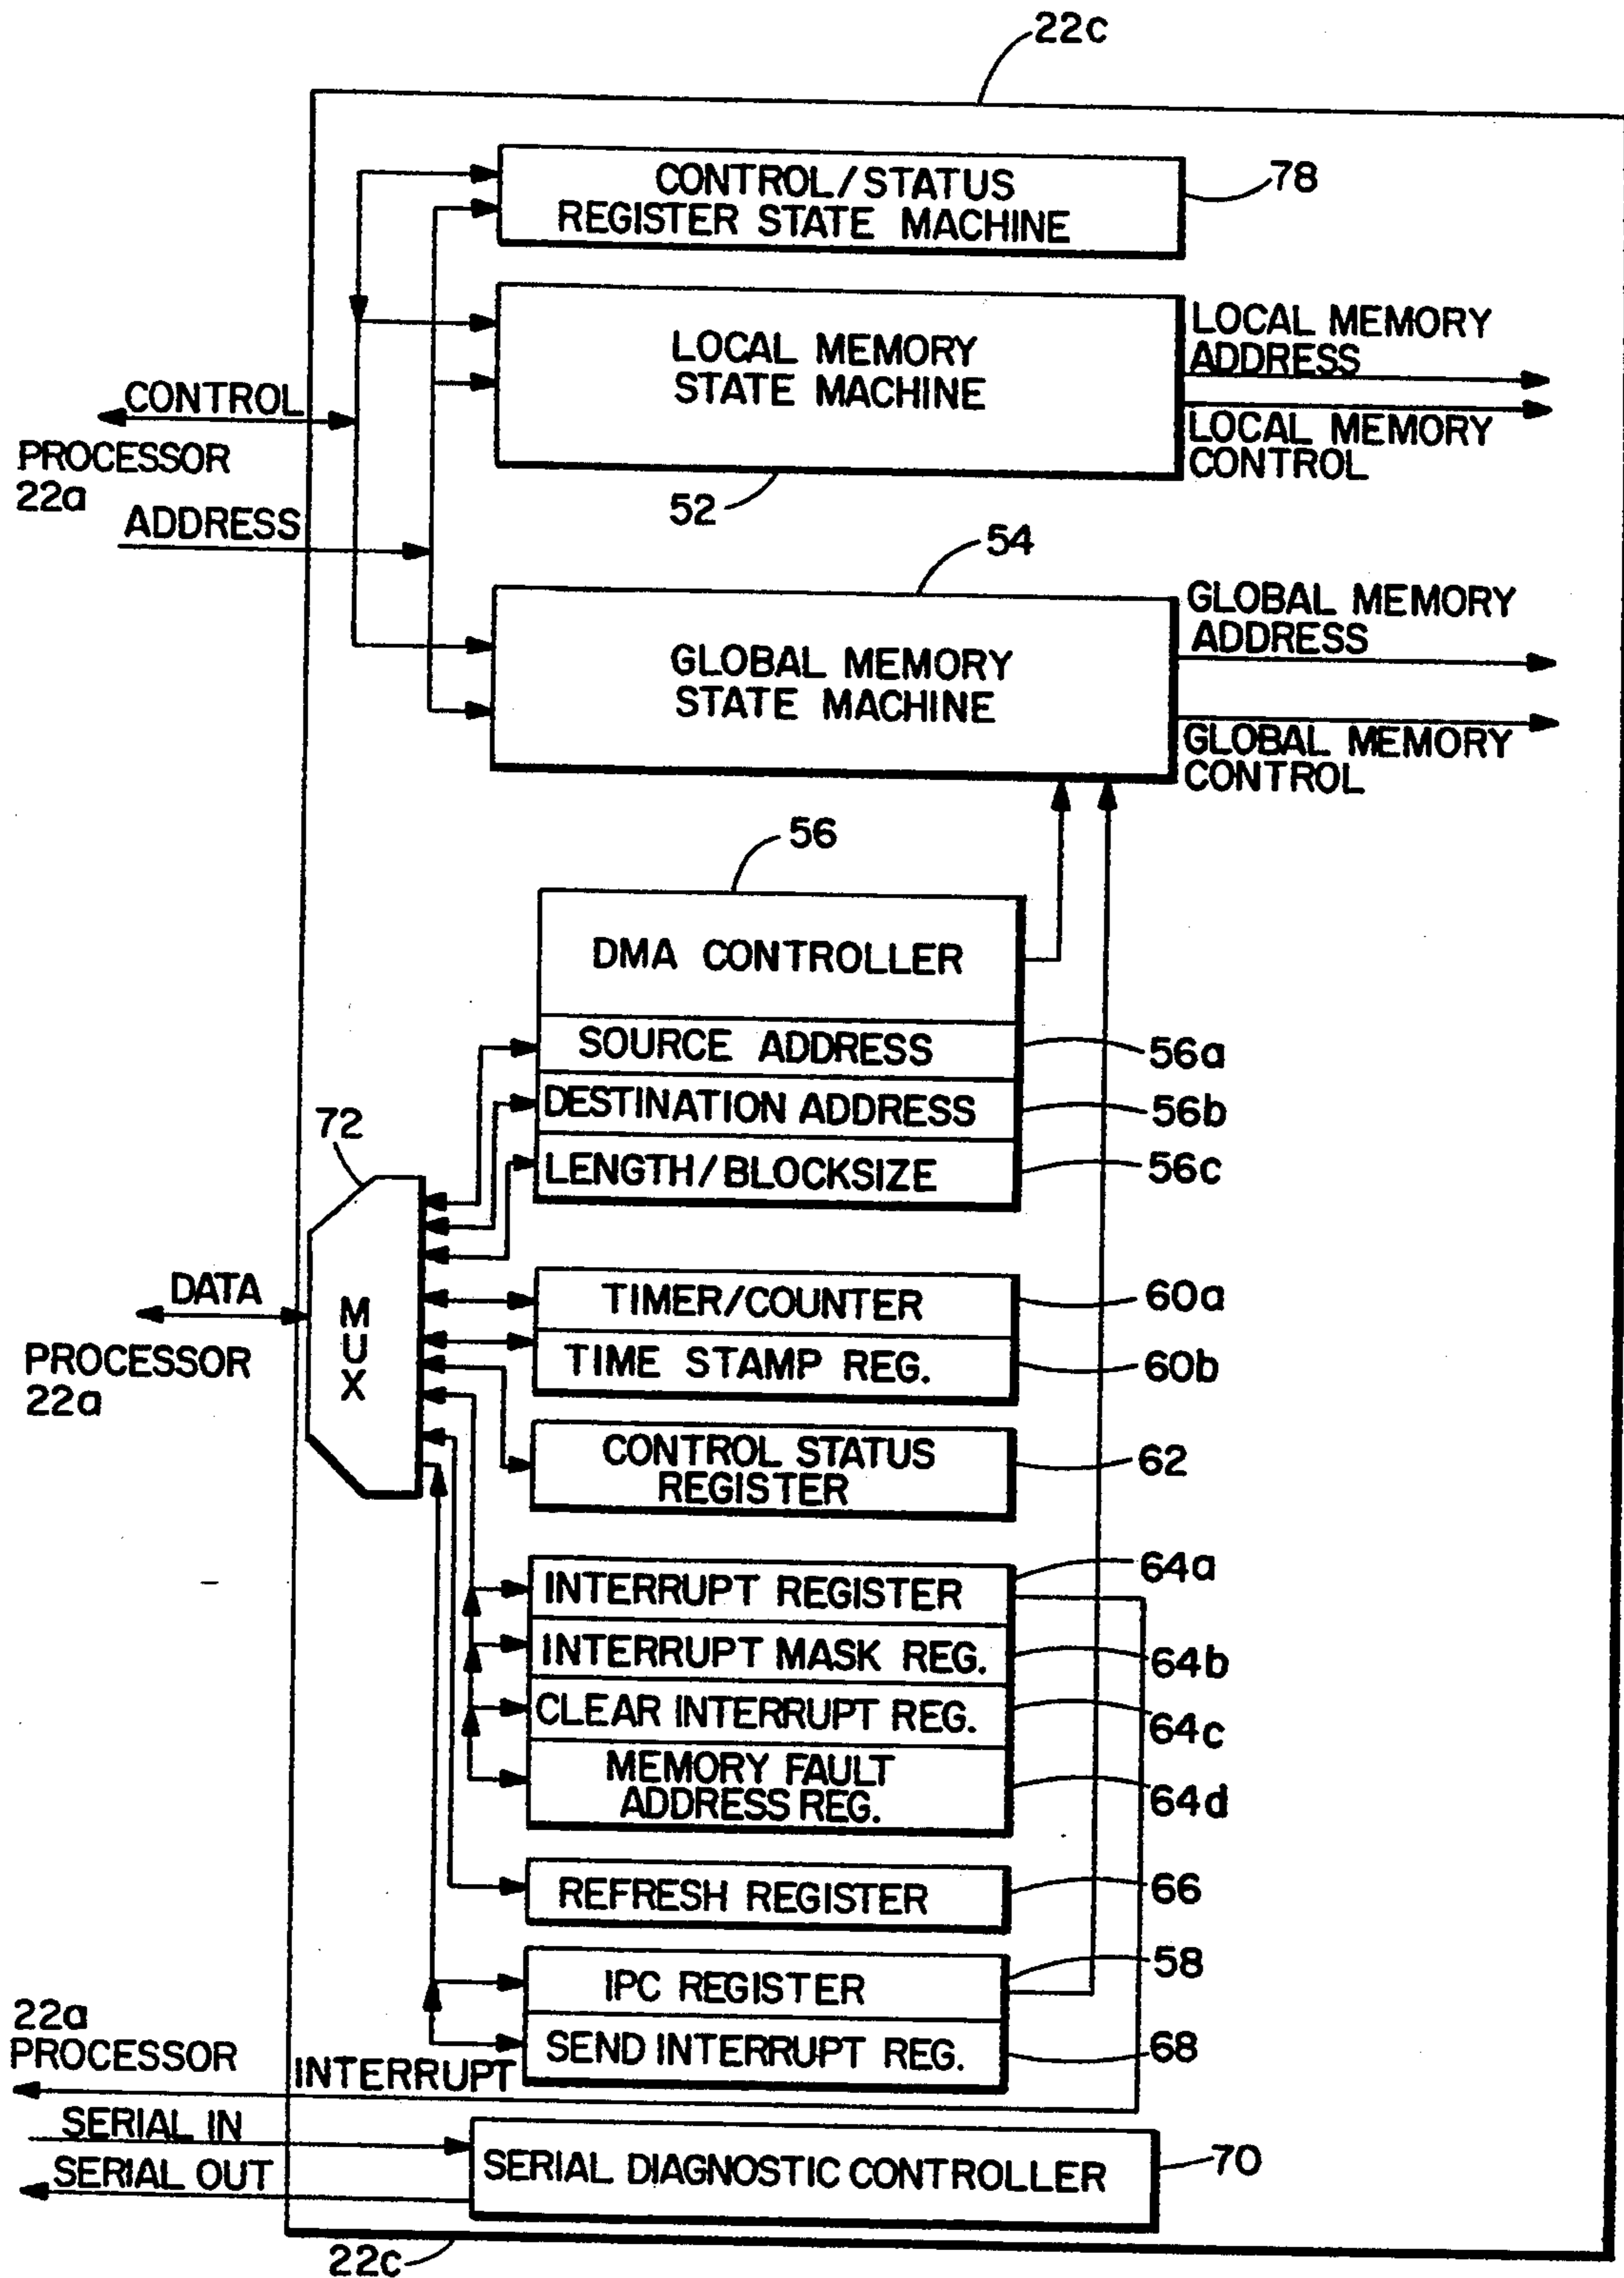 22c
CONTROL/STATUS
REGISTER STATE MACHINE
78
LOCAL MEMORY
STATE MACHINE
LOCAL MEMORY
ADDRESS
LOCAL MEMORY
CONTROL
52
CONTROL
PROCESSOR
22a
ADDRESS
54
GLOBAL MEMORY
STATE MACHINE
GLOBAL MEMORY
ADDRESS
GLOBAL MEMORY
CONTROL
56
DMA CONTROLLER
SOURCE ADDRESS
56a
DESTINATION ADDRESS
56b
LENGTH/BLOCKSIZE
56c
72
MUX
DATA
PROCESSOR
22a
TIMER/COUNTER
60a
TIME STAMP REG.
60b
CONTROL STATUS
REGISTER
62
INTERRUPT REGISTER
64a
INTERRUPT MASK REG.
64b
CLEAR INTERRUPT REG.
64c
MEMORY FAULT
ADDRESS REG.
64d
REFRESH REGISTER
66
IPC REGISTER
58
SEND INTERRUPT REG.
68
22a
PROCESSOR
INTERRUPT
SERIAL IN
SERIAL OUT
SERIAL DIAGNOSTIC CONTROLLER
70
22c